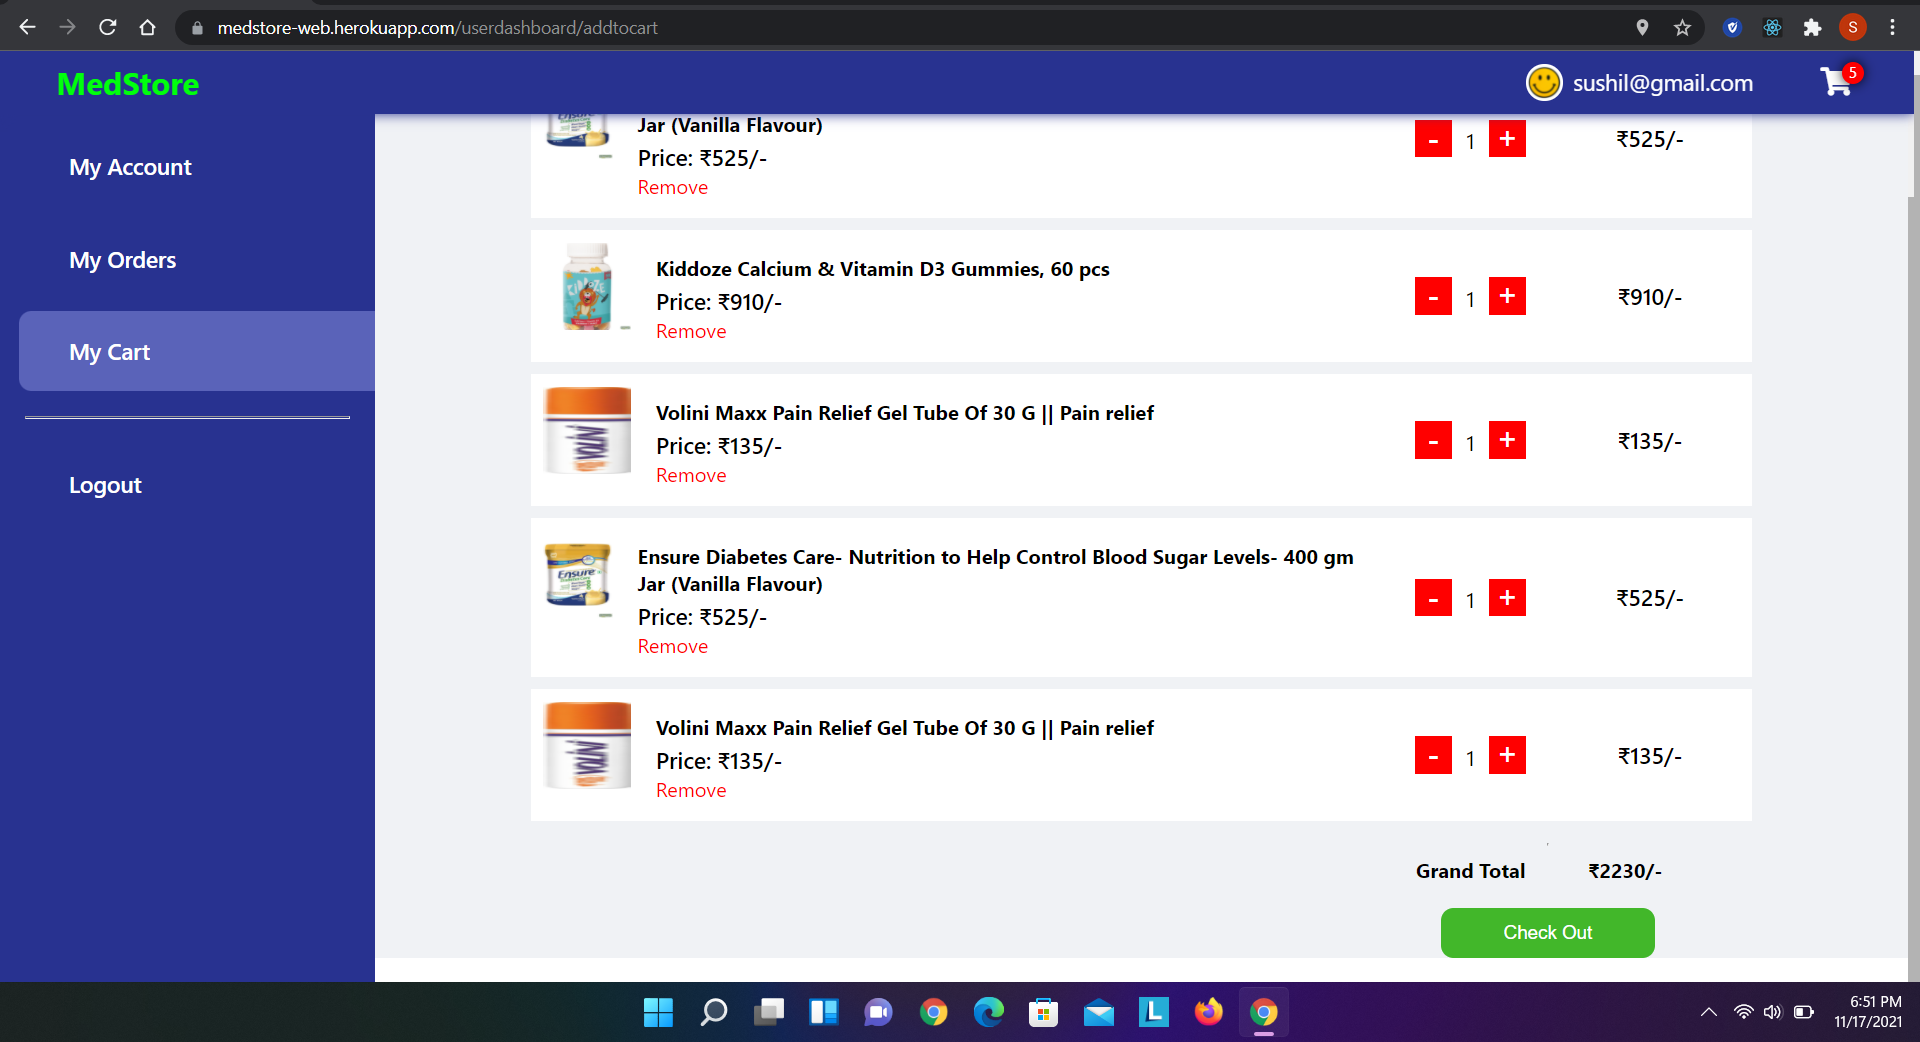 medstore-web.herokuapp.com/userdashboard/addtocart
S
MedStore
sushil@gmail.com
5
My Account
My Orders
My Cart
Logout
Jar (Vanilla Flavour)
Price: ₹525/-
Remove
- 1 +
₹525/-
Kiddoze Calcium & Vitamin D3 Gummies, 60 pcs
Price: ₹910/-
Remove
- 1 +
₹910/-
Volini Maxx Pain Relief Gel Tube Of 30 G || Pain relief
Price: ₹135/-
Remove
- 1 +
₹135/-
Ensure
Ensure Diabetes Care- Nutrition to Help Control Blood Sugar Levels- 400 gm
Jar (Vanilla Flavour)
Price: ₹525/-
Remove
- 1 +
₹525/-
Volini Maxx Pain Relief Gel Tube Of 30 G || Pain relief
Price: ₹135/-
Remove
- 1 +
₹135/-
Grand Total ₹2230/-
Check Out
L
6:51 PM
11/17/2021